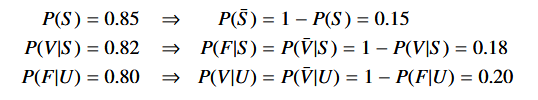 P(S) = 0.85 ⇒ P(S̄) = 1 − P(S) = 0.15
P(V|S) = 0.82 ⇒ P(F|S) = P(V̄|S) = 1 − P(V|S) = 0.18
P(F|U) = 0.80 ⇒ P(V|U) = P(V̄|U) = 1 − P(F|U) = 0.20